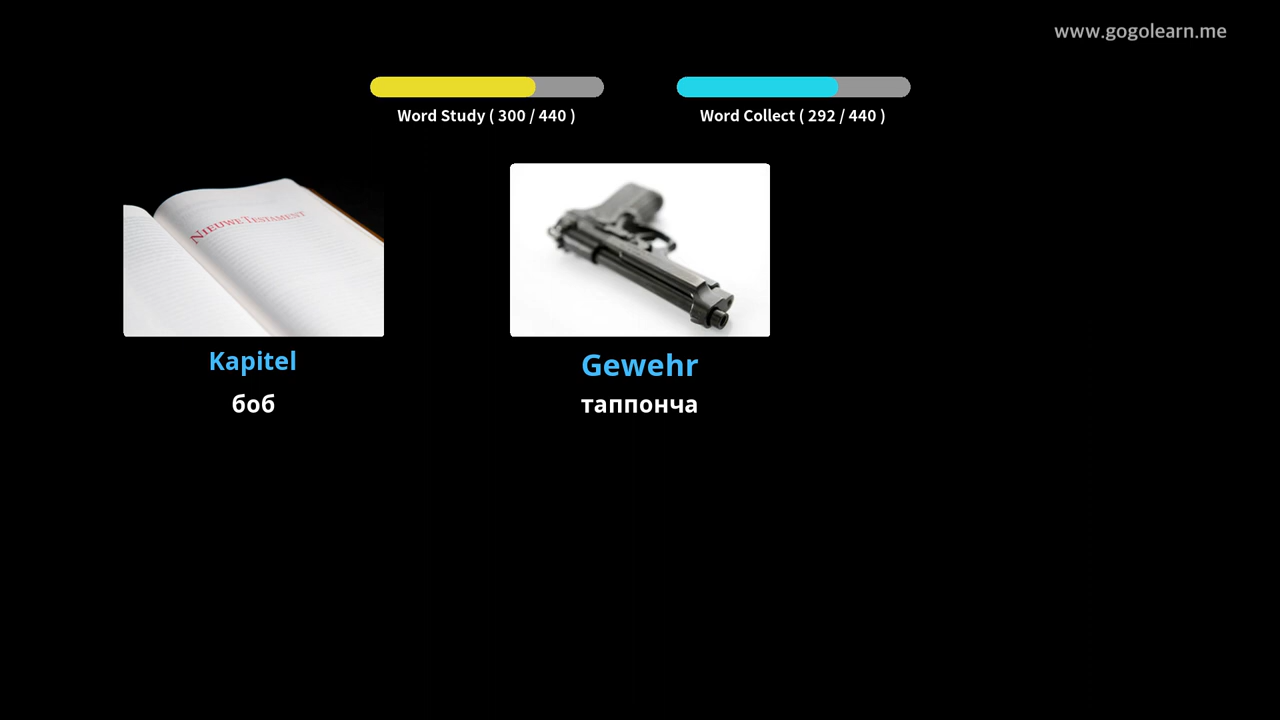 www.gogolearn.me
Word Study ( 300 / 440 )
Word Collect ( 292 / 440 )
NIEUWE TESTAMENT
Kapitel
боб
Gewehr
таппонча